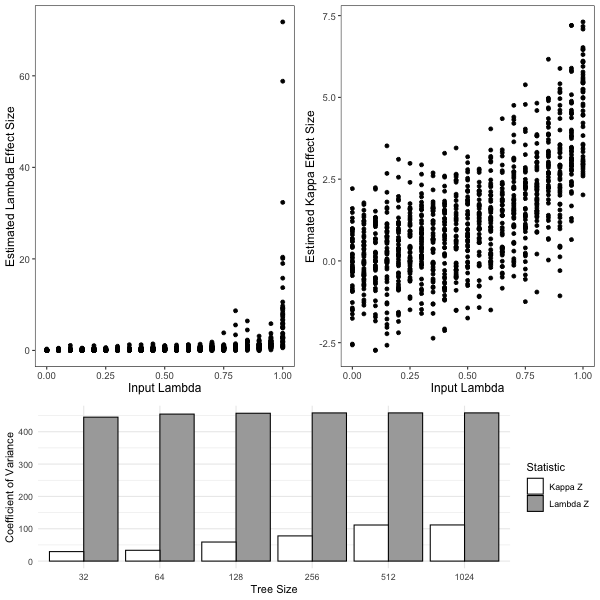 Estimated Lambda Effect Size
60
40
20
0
0.00 0.25 0.50 0.75 1.00
Input Lambda
Estimated Kappa Effect Size
7.5
5.0
2.5
0.0
-2.5
0.00 0.25 0.50 0.75 1.00
Input Lambda
Coefficient of Variance
400
300
200
100
0
32 64 128 256 512 1024
Tree Size
Statistic
Kappa Z
Lambda Z